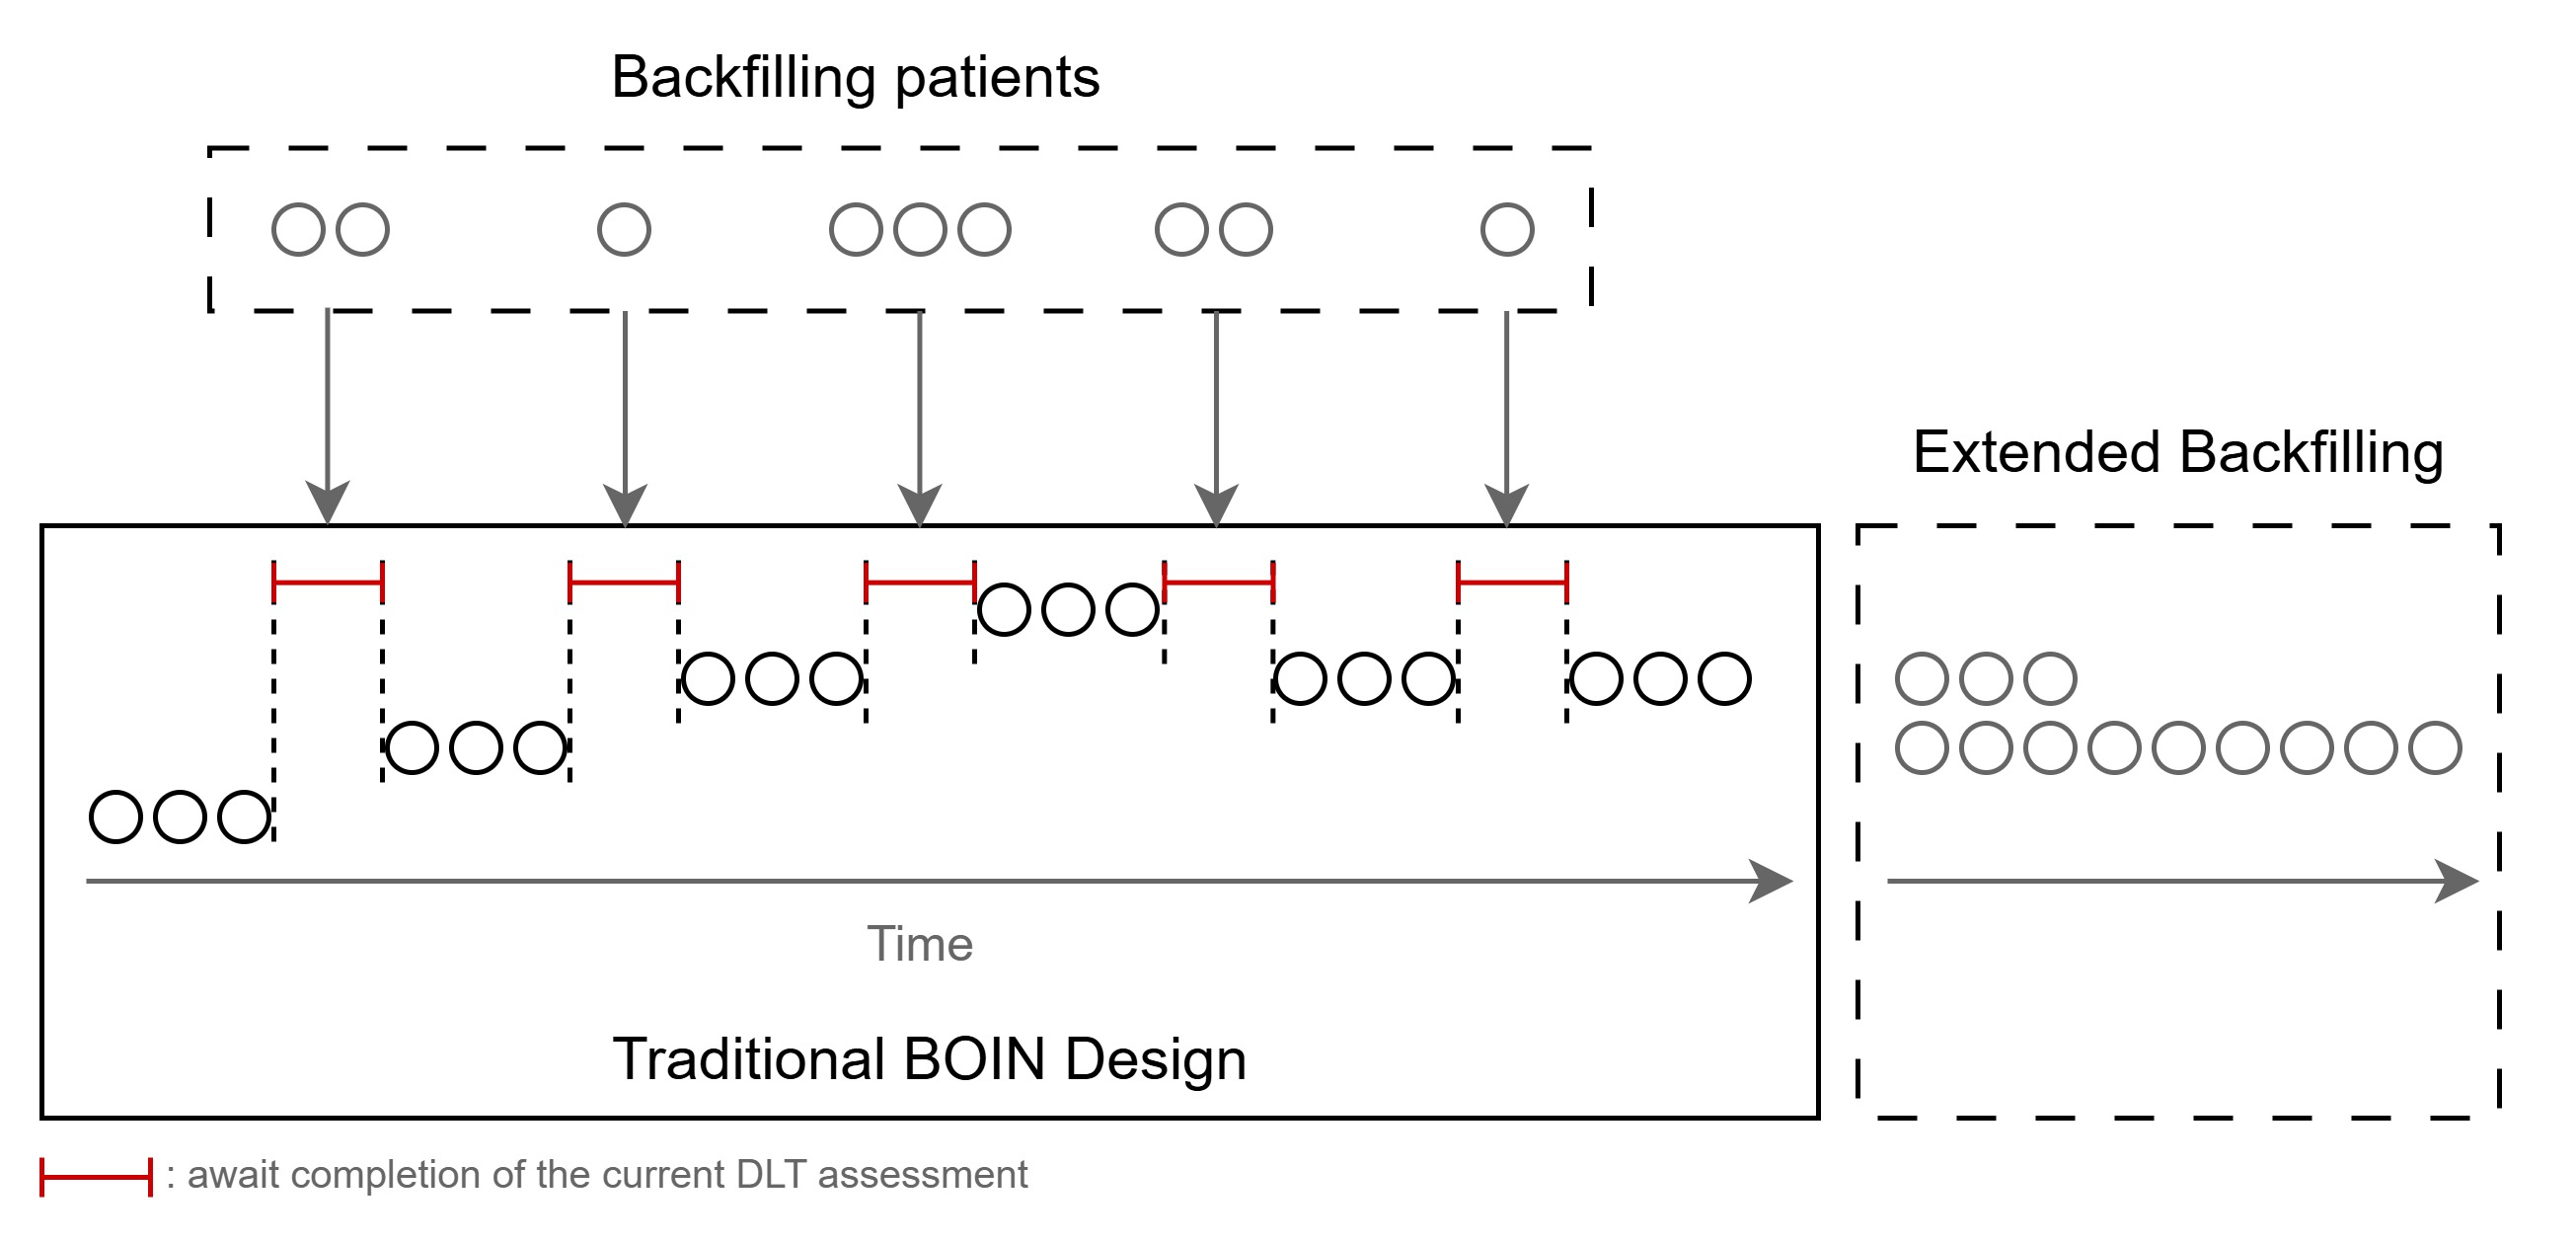 Backfilling patients
Extended Backfilling
Time
Traditional BOIN Design
: await completion of the current DLT assessment